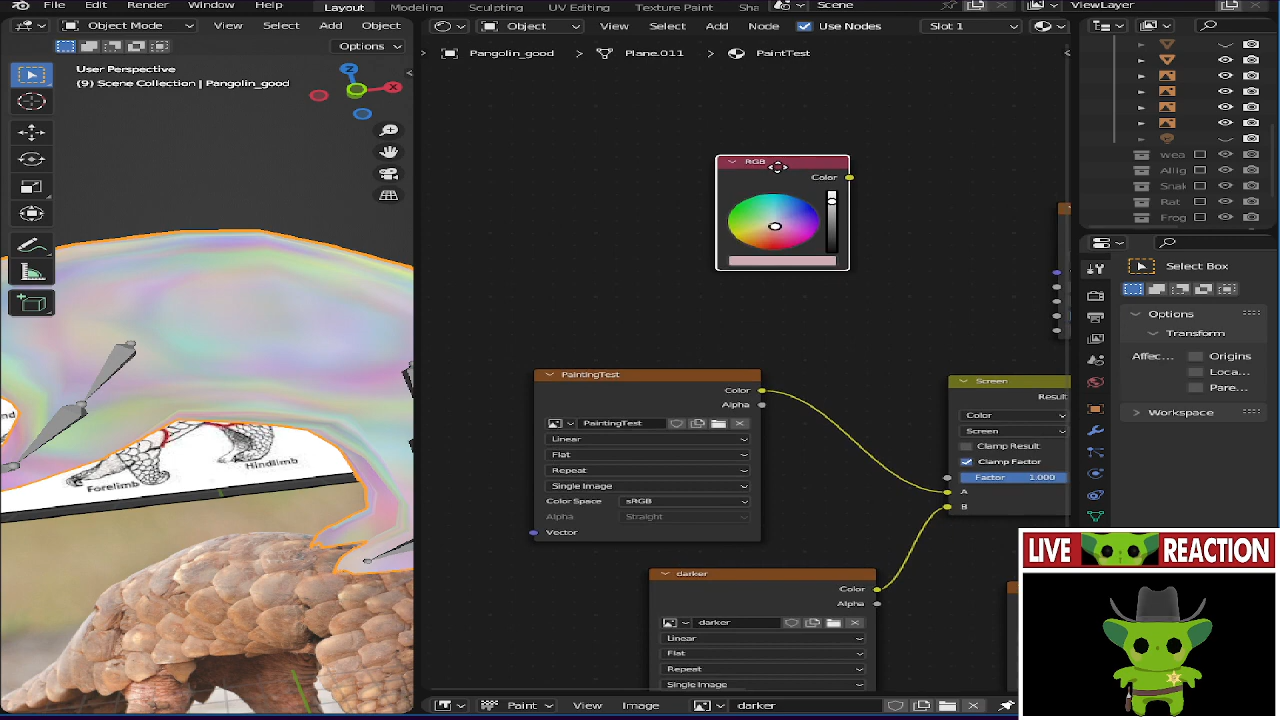 File Edit Render Window Help Layout Modeling Sculpting UV Editing Texture Paint Scene ViewLayer
Object Mode View Select Add Object
Object View Select Add Node Use Nodes Slot 1
Options
User Perspective
(9) Scene Collection | Pangolin_good
Pangolin_good > Plane.011 > PaintTest
Z
X
RGB
Color
PaintingTest
Color
Alpha
PaintingTest
Linear
Flat
Repeat
Single Image
Color Space sRGB
Alpha Straight
Vector
Screen
Result
Color
Screen
Clamp Result
Clamp Factor
Factor 1.000
A
B
darker
Color
Alpha
darker
Linear
Flat
Repeat
Single Image
Paint View Image darker
Forelimb
Hindlimb
wea
Allig
Snak
Rat
Frog
Select Box
Options
Transform
Affec... Origins
Loca...
Pare...
Workspace
LIVE REACTION